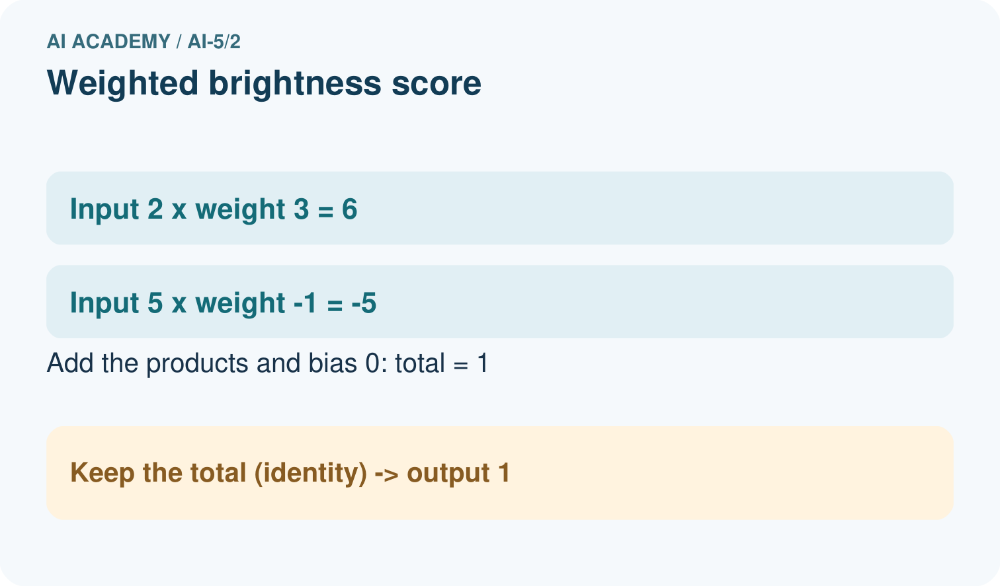 AI ACADEMY / AI-5/2
Weighted brightness score
Input 2 x weight 3 = 6
Input 5 x weight -1 = -5
Add the products and bias 0: total = 1
Keep the total (identity) -> output 1